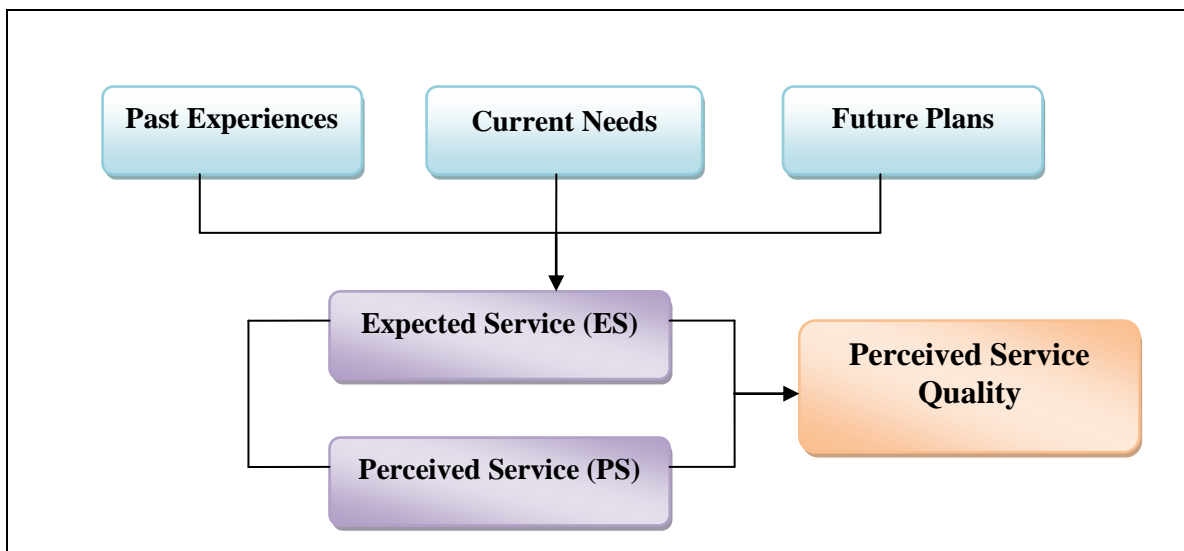 Past Experiences
Current Needs
Future Plans
Expected Service (ES)
Perceived Service
Quality
Perceived Service (PS)